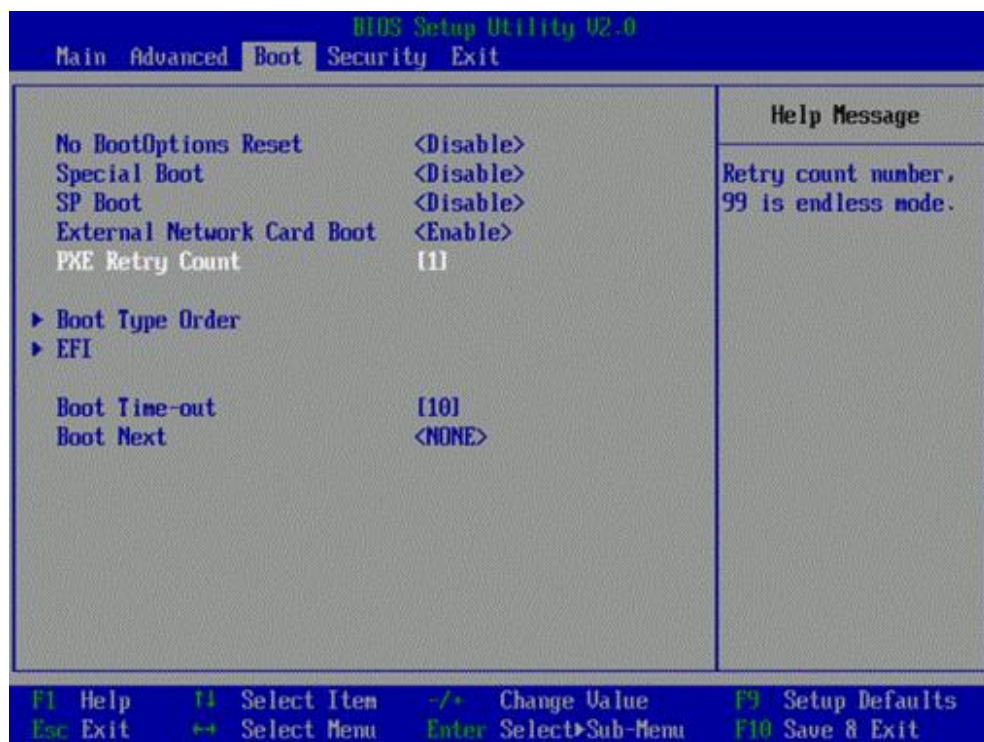 BIOS Setup Utility V2.0
Main Advanced Boot Security Exit
No BootOptions Reset <Disable>
Special Boot <Disable>
SP Boot <Disable>
External Network Card Boot <Enable>
PXE Retry Count [1]
▶ Boot Type Order
▶ EFI
Boot Time-out [10]
Boot Next <NONE>
Help Message
Retry count number,
99 is endless mode.
F1 Help ↑↓ Select Item -/+ Change Value F9 Setup Defaults
Esc Exit ←→ Select Menu Enter Select▶Sub-Menu F10 Save & Exit